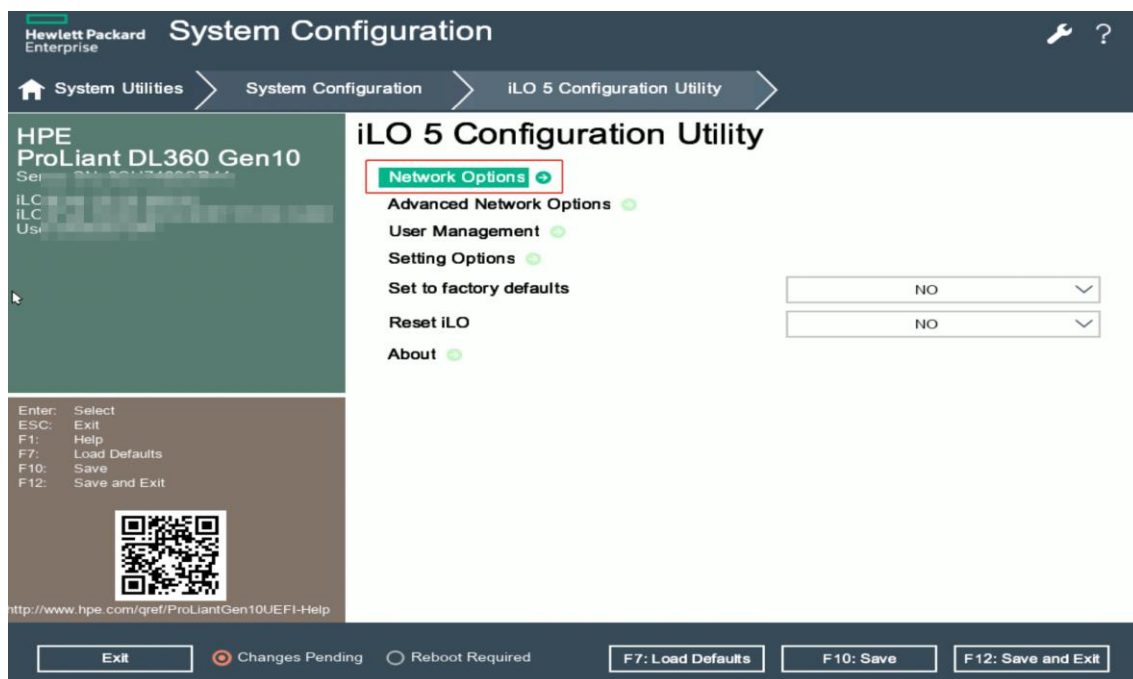 Hewlett Packard
Enterprise
System Configuration
?
System Utilities
System Configuration
iLO 5 Configuration Utility
HPE
ProLiant DL360 Gen10
iLO 5 Configuration Utility
Network Options
Advanced Network Options
User Management
Setting Options
Set to factory defaults NO
Reset iLO NO
About
Enter: Select
ESC: Exit
F1: Help
F7: Load Defaults
F10: Save
F12: Save and Exit
http://www.hpe.com/qref/ProLiantGen10UEFI-Help
Exit Changes Pending Reboot Required F7: Load Defaults F10: Save F12: Save and Exit